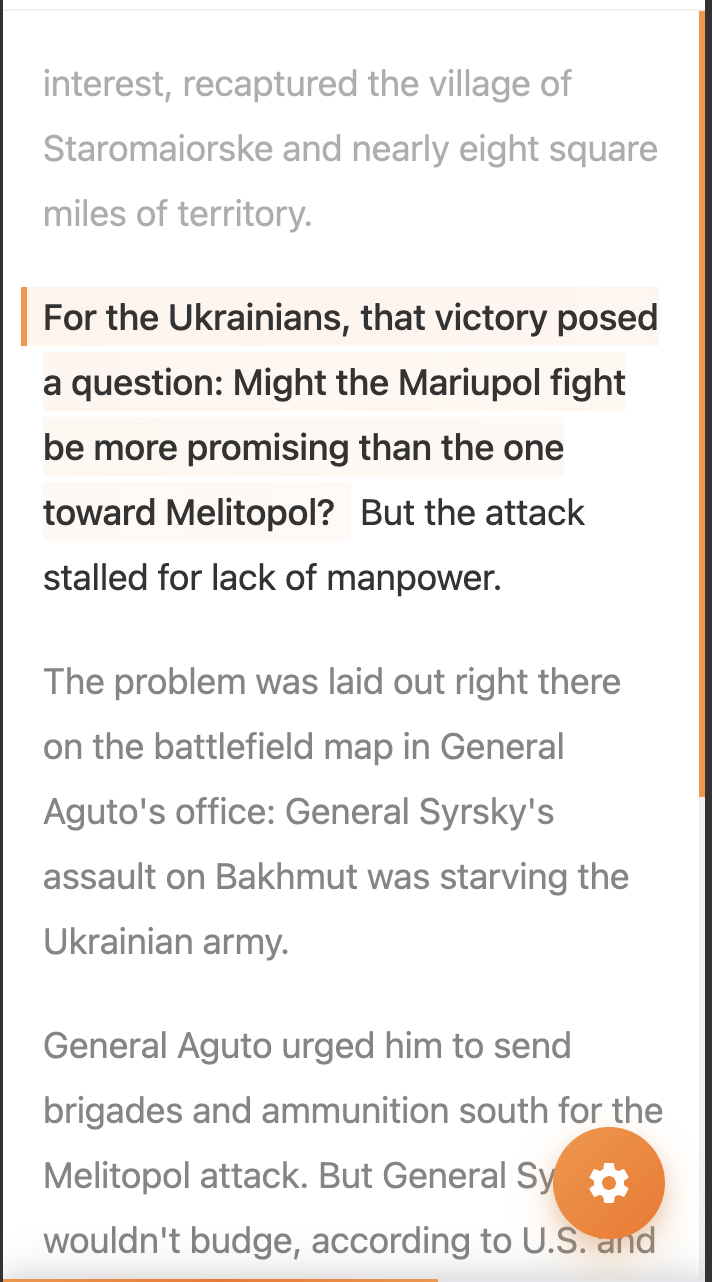 interest, recaptured the village of
Staromaiorske and nearly eight square
miles of territory.
For the Ukrainians, that victory posed
a question: Might the Mariupol fight
be more promising than the one
toward Melitopol? But the attack
stalled for lack of manpower.
The problem was laid out right there
on the battlefield map in General
Aguto's office: General Syrsky's
assault on Bakhmut was starving the
Ukrainian army.
General Aguto urged him to send
brigades and ammunition south for the
Melitopol attack. But General Sy
wouldn't budge, according to U.S. and